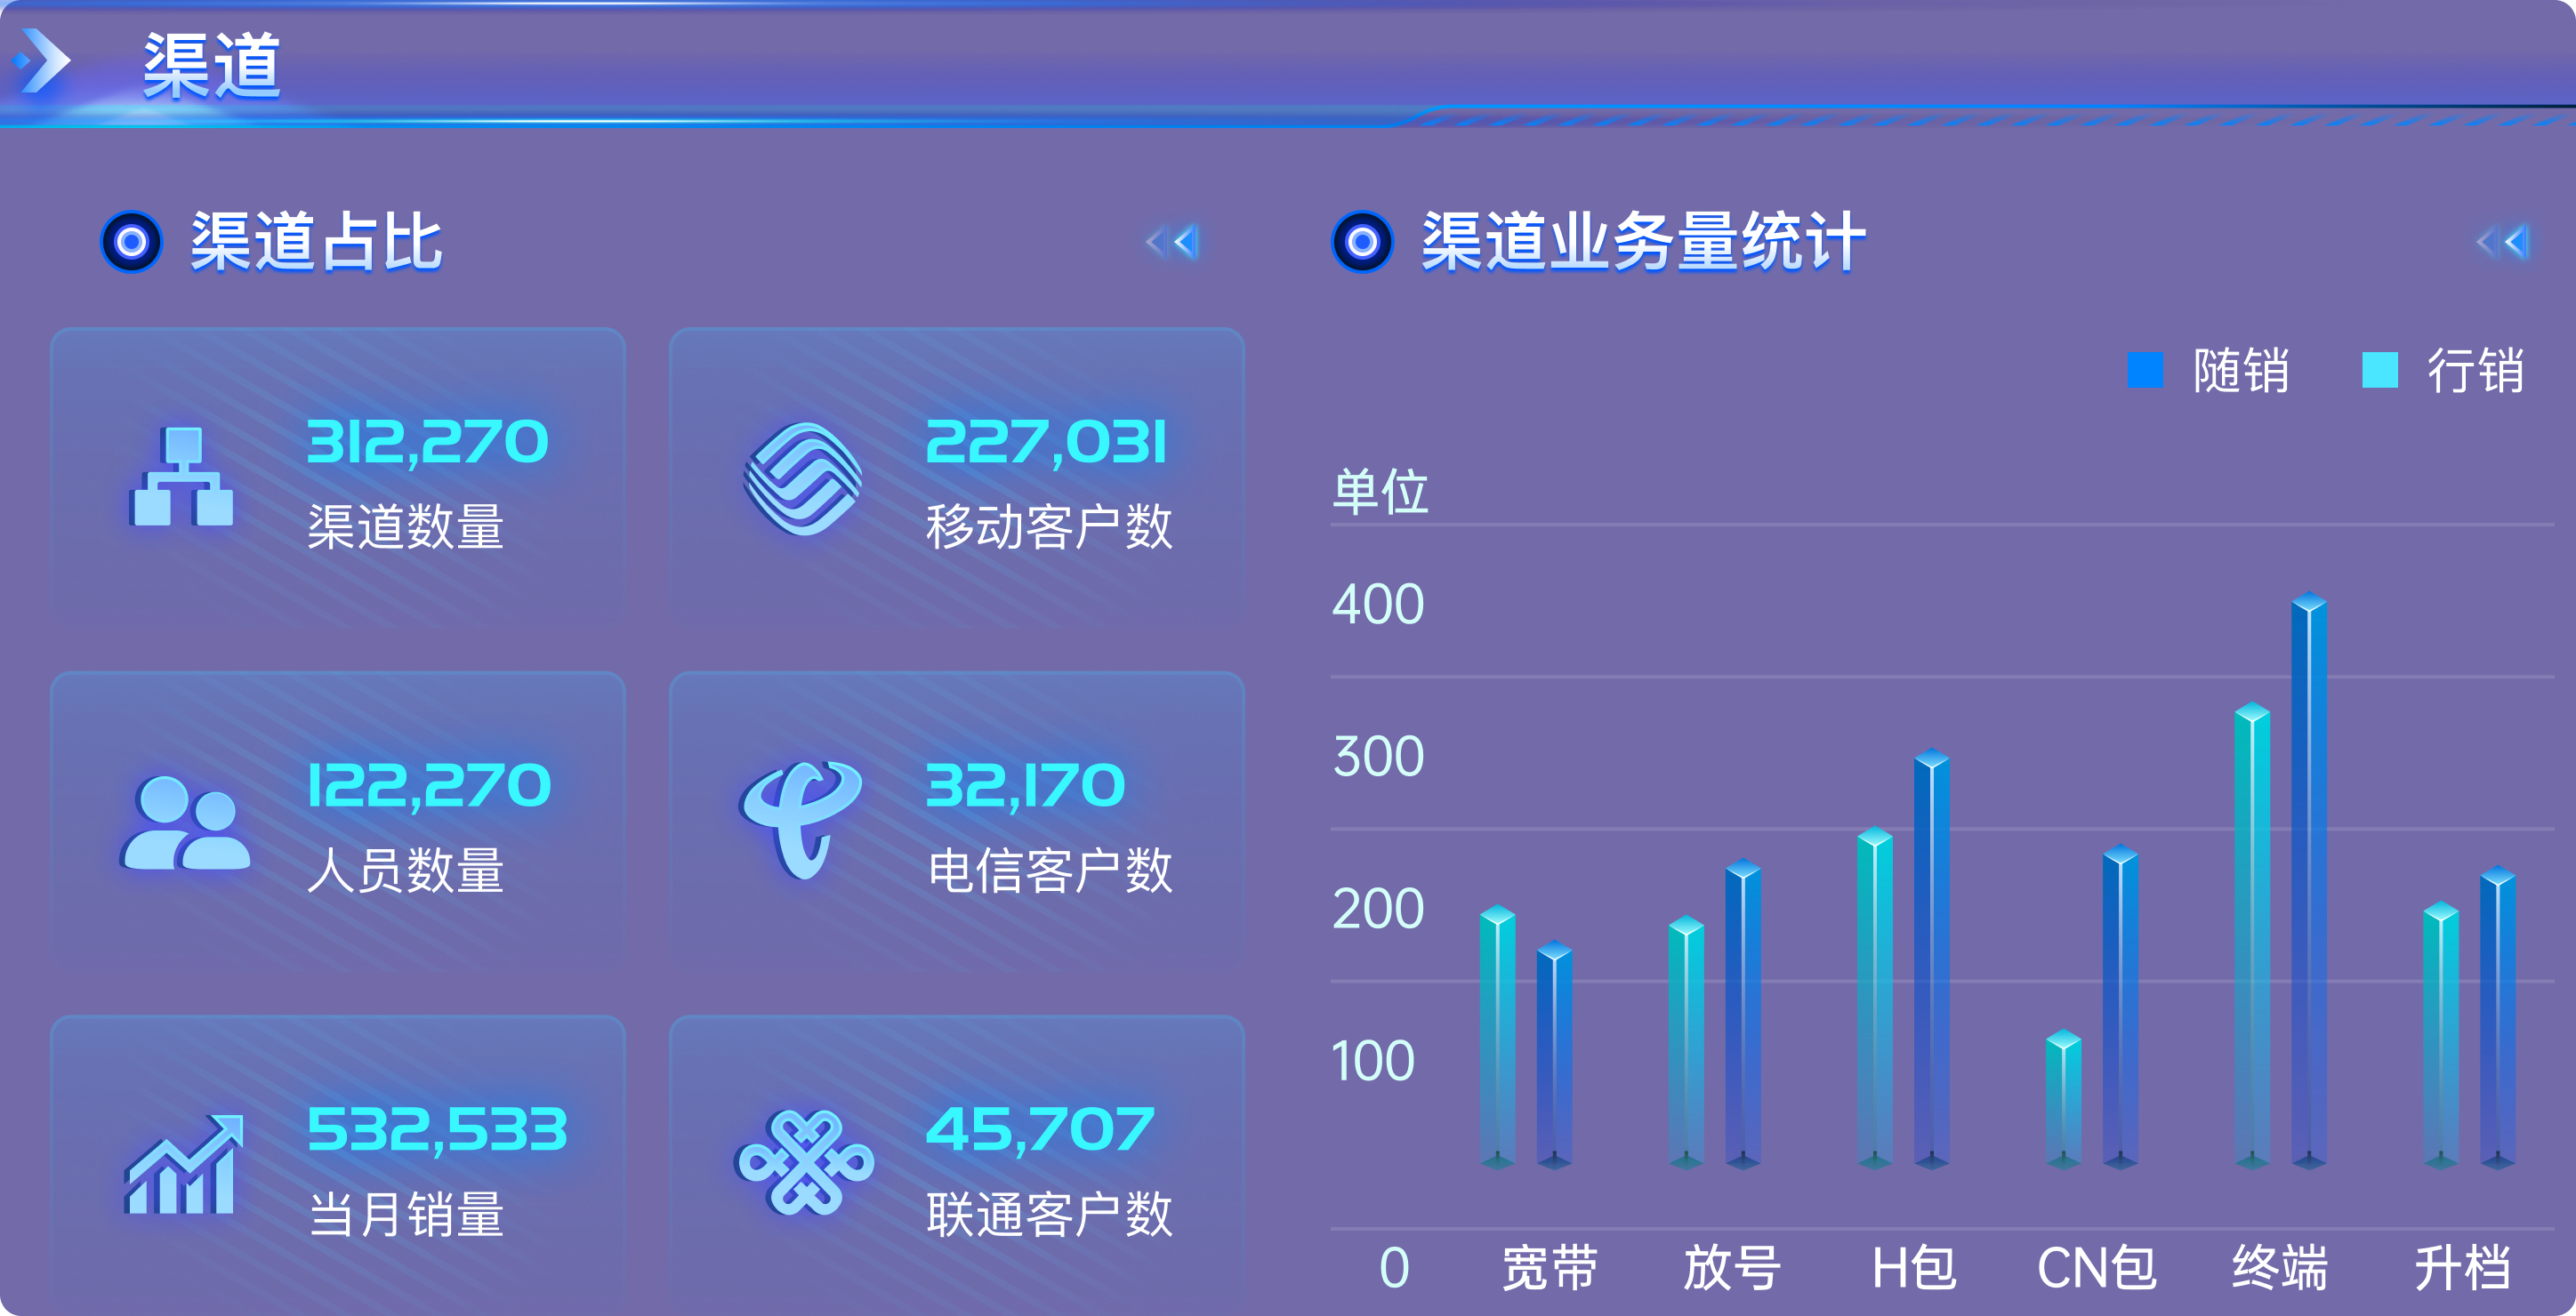 渠道
渠道占比
312,270
渠道数量
227,031
移动客户数
122,270
人员数量
32,170
电信客户数
532,533
当月销量
45,707
联通客户数
渠道业务量统计
随销 行销
单位
400
300
200
100
0 宽带 放号 H包 CN包 终端 升档